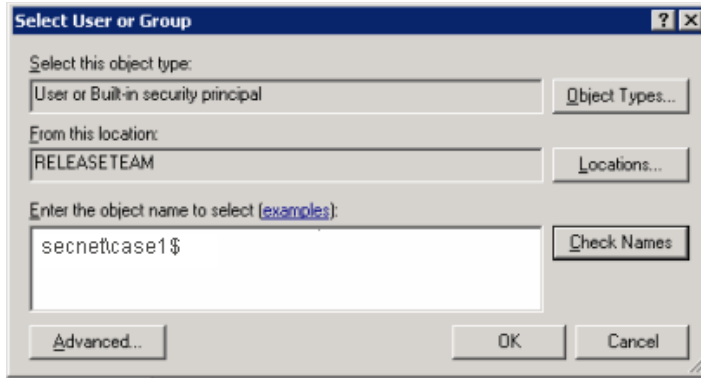 Select User or Group
Select this object type:
User or Built-in security principal
Object Types...
From this location:
RELEASETEAM
Locations...
Enter the object name to select (examples):
secnet\case1$
Check Names
Advanced...
OK
Cancel